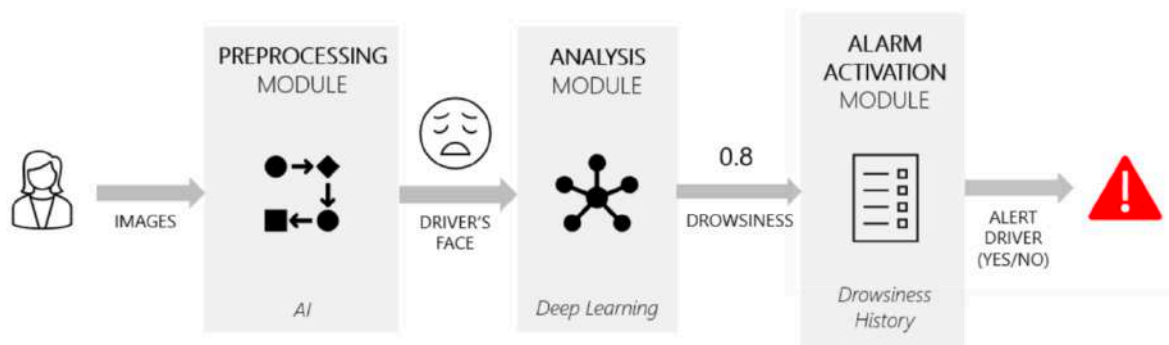 PREPROCESSING
MODULE
AI
IMAGES
DRIVER'S
FACE
ANALYSIS
MODULE
Deep Learning
0.8
DROWSINESS
ALARM
ACTIVATION
MODULE
Drowsiness
History
ALERT
DRIVER
(YES/NO)